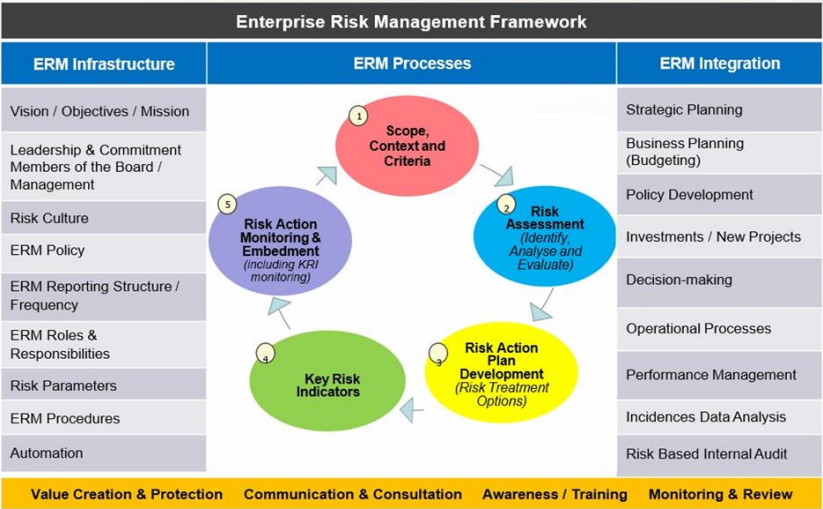 Enterprise Risk Management Framework
ERM Infrastructure
Vision / Objectives / Mission
Leadership & Commitment
Members of the Board /
Management
Risk Culture
ERM Policy
ERM Reporting Structure /
Frequency
ERM Roles &
Responsibilities
Risk Parameters
ERM Procedures
Automation
ERM Processes
1
Scope,
Context and
Criteria
2
Risk
Assessment
(Identify,
Analyse and
Evaluate)
3
Risk Action
Plan
Development
(Risk Treatment
Options)
4
Key Risk
Indicators
5
Risk Action
Monitoring &
Embedment
(including KRI
monitoring)
ERM Integration
Strategic Planning
Business Planning
(Budgeting)
Policy Development
Investments / New Projects
Decision-making
Operational Processes
Performance Management
Incidences Data Analysis
Risk Based Internal Audit
Value Creation & Protection Communication & Consultation Awareness / Training Monitoring & Review